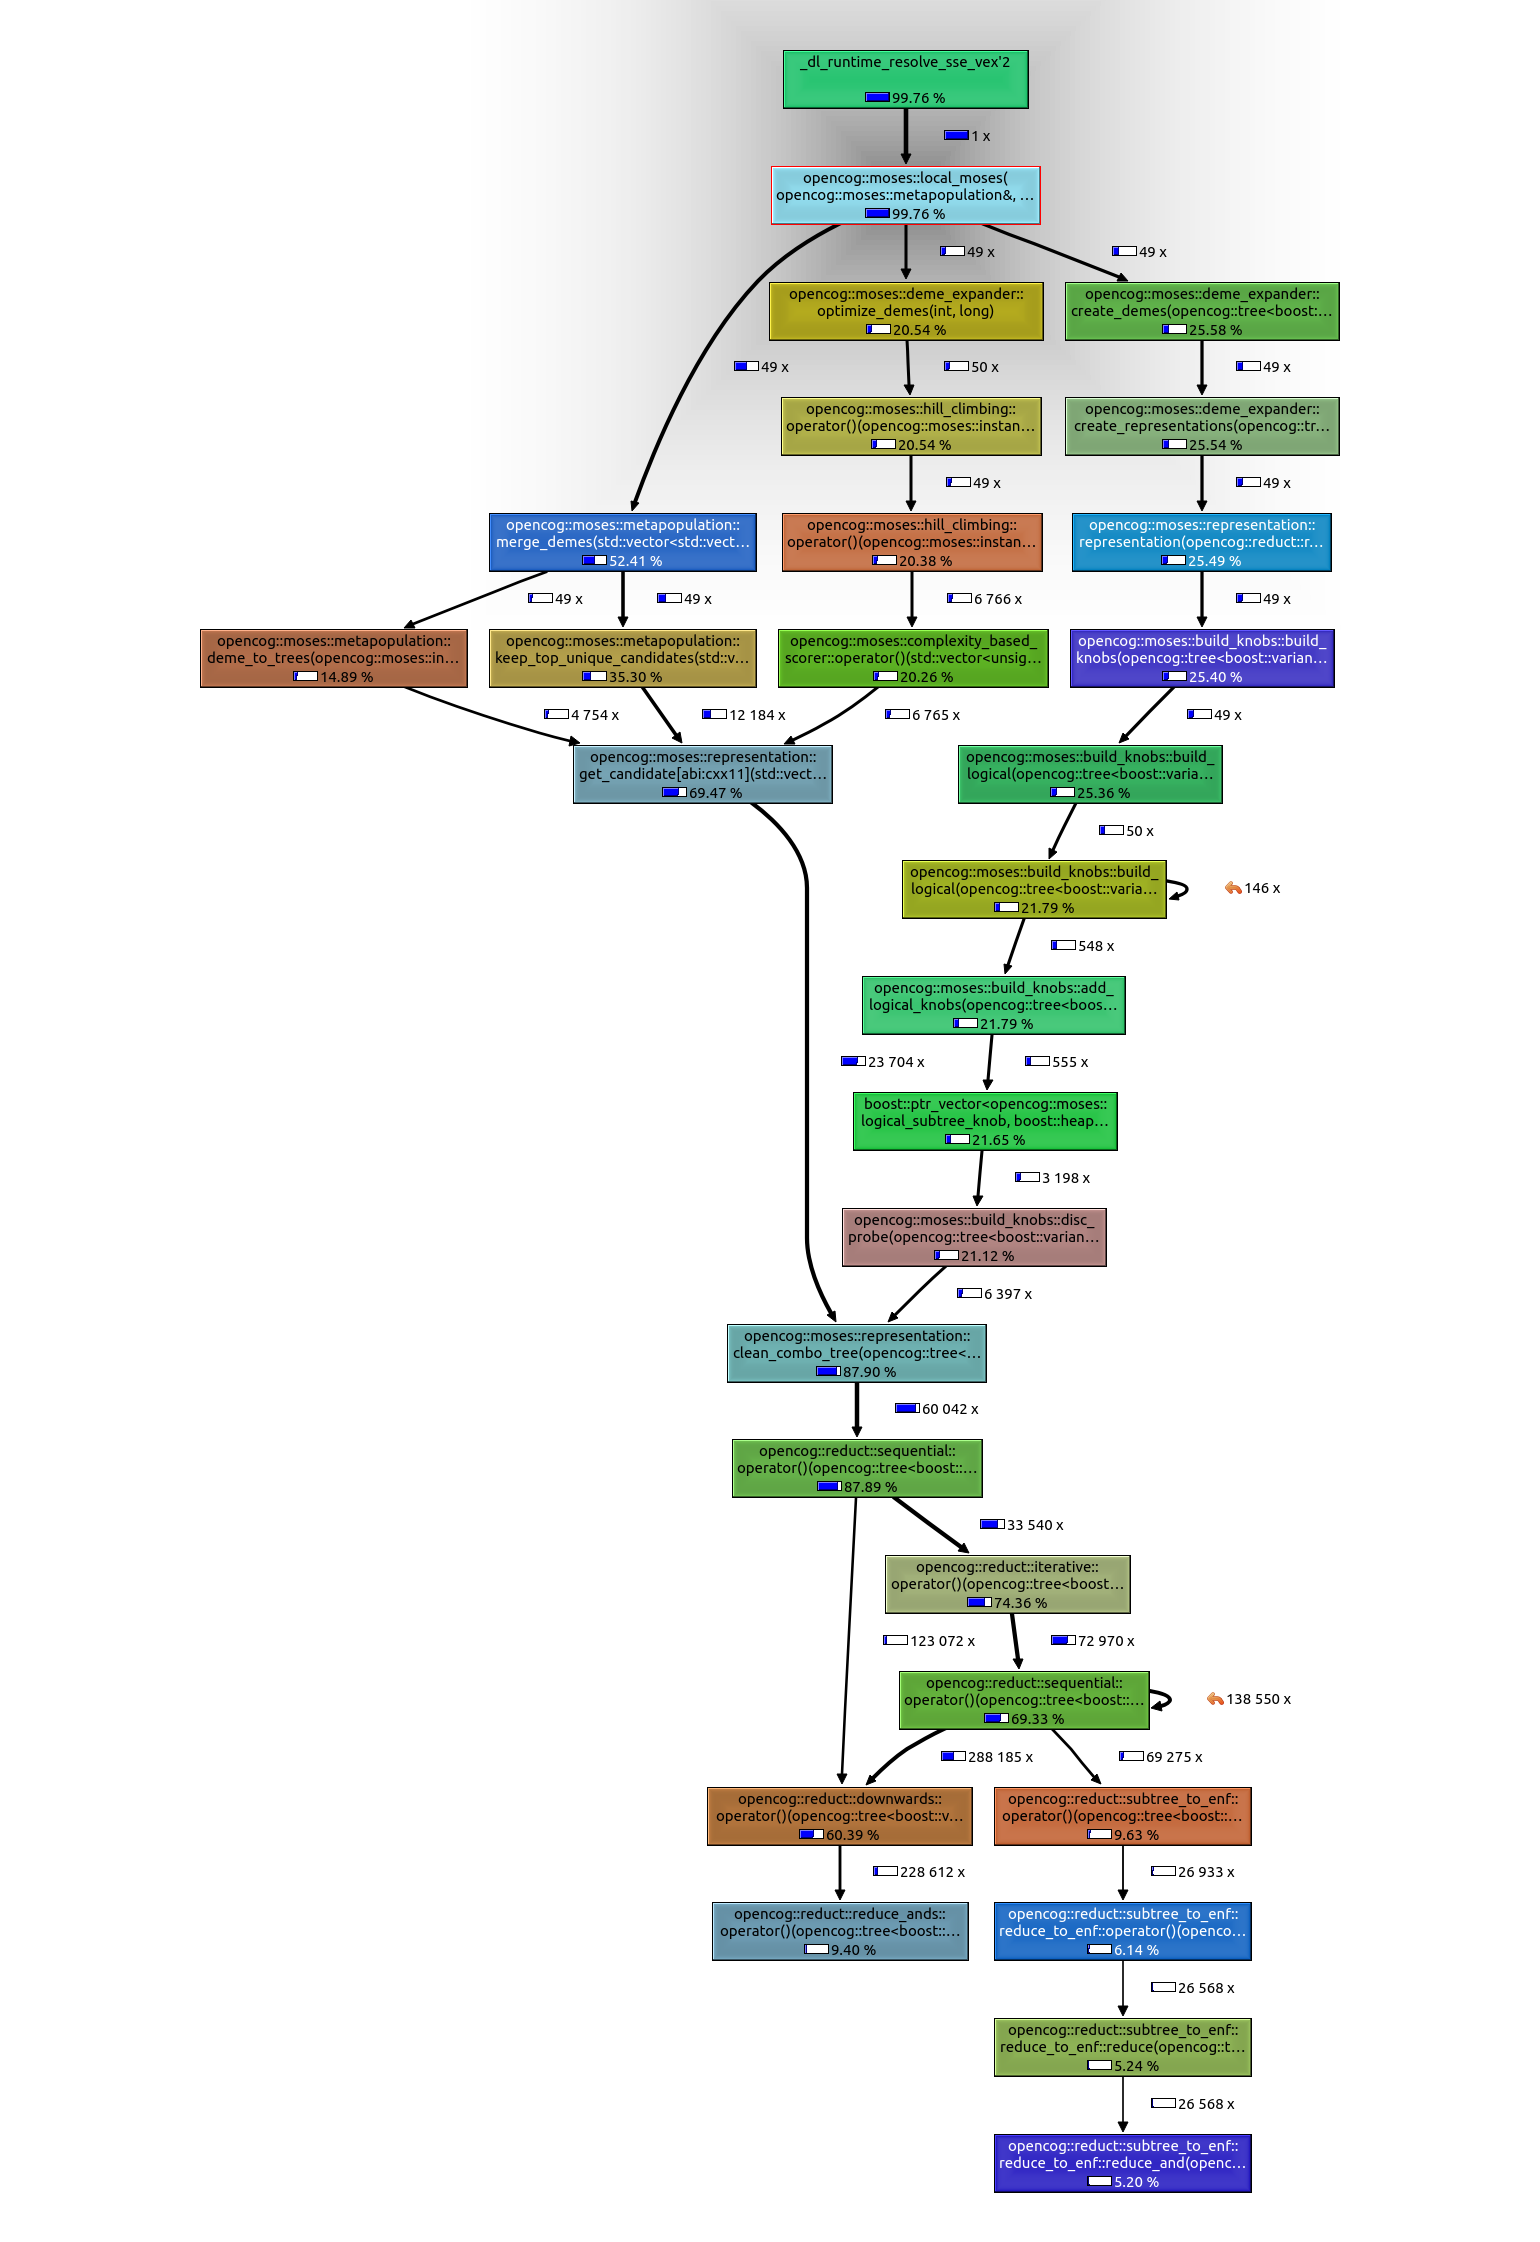 _dl_runtime_resolve_sse_vex'2
99.76 %
1 x
opencog::moses::local_moses(
opencog::moses::metapopulation&, ...
99.76 %
49 x
49 x
opencog::moses::deme_expander::
optimize_demes(int, long)
20.54 %
opencog::moses::deme_expander::
create_demes(opencog::tree<boost:...
25.58 %
49 x
50 x
49 x
opencog::moses::hill_climbing::
operator()(opencog::moses::instan...
20.54 %
opencog::moses::deme_expander::
create_representations(opencog::tr...
25.54 %
49 x
49 x
opencog::moses::metapopulation::
merge_demes(std::vector<std::vect...
52.41 %
opencog::moses::hill_climbing::
operator()(opencog::moses::instan...
20.38 %
opencog::moses::representation::
representation(opencog::reduct::r...
25.49 %
49 x
49 x
6 766 x
49 x
opencog::moses::metapopulation::
deme_to_trees(opencog::moses::in...
14.89 %
opencog::moses::metapopulation::
keep_top_unique_candidates(std::v...
35.30 %
opencog::moses::complexity_based_
scorer::operator()(std::vector<unsig...
20.26 %
opencog::moses::build_knobs::build_
knobs(opencog::tree<boost::varian...
25.40 %
4 754 x
12 184 x
6 765 x
49 x
opencog::moses::representation::
get_candidate[abi:cxx11](std::vect...
69.47 %
opencog::moses::build_knobs::build_
logical(opencog::tree<boost::varia...
25.36 %
50 x
opencog::moses::build_knobs::build_
logical(opencog::tree<boost::varia...
21.79 %
146 x
548 x
opencog::moses::build_knobs::add_
logical_knobs(opencog::tree<boos...
21.79 %
23 704 x
555 x
boost::ptr_vector<opencog::moses::
logical_subtree_knob, boost::heap...
21.65 %
3 198 x
opencog::moses::build_knobs::disc_
probe(opencog::tree<boost::varian...
21.12 %
6 397 x
opencog::moses::representation::
clean_combo_tree(opencog::tree<...
87.90 %
60 042 x
opencog::reduct::sequential::
operator()(opencog::tree<boost::...
87.89 %
33 540 x
opencog::reduct::iterative::
operator()(opencog::tree<boost...
74.36 %
123 072 x
72 970 x
opencog::reduct::sequential::
operator()(opencog::tree<boost::...
69.33 %
138 550 x
288 185 x
69 275 x
opencog::reduct::downwards::
operator()(opencog::tree<boost::v...
60.39 %
opencog::reduct::subtree_to_enf::
operator()(opencog::tree<boost::...
9.63 %
228 612 x
26 933 x
opencog::reduct::reduce_ands::
operator()(opencog::tree<boost::...
9.40 %
opencog::reduct::subtree_to_enf::
reduce_to_enf::operator()(openco...
6.14 %
26 568 x
opencog::reduct::subtree_to_enf::
reduce_to_enf::reduce(opencog::t...
5.24 %
26 568 x
opencog::reduct::subtree_to_enf::
reduce_to_enf::reduce_and(openc...
5.20 %